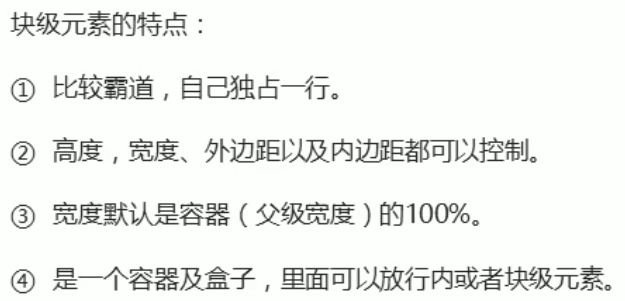 块级元素的特点：
① 比较霸道，自己独占一行。
② 高度，宽度、外边距以及内边距都可以控制。
③ 宽度默认是容器（父级宽度）的100%。
④ 是一个容器及盒子，里面可以放行内或者块级元素。